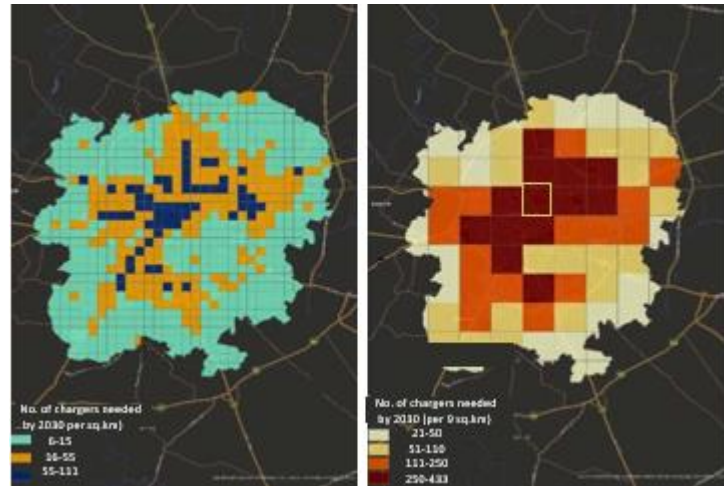 No. of chargers needed
by 2030 per sq.km)
6-15
16-55
55-111
No. of chargers needed
by 2030 (per 9 sq.km)
21-50
51-110
111-250
250-433